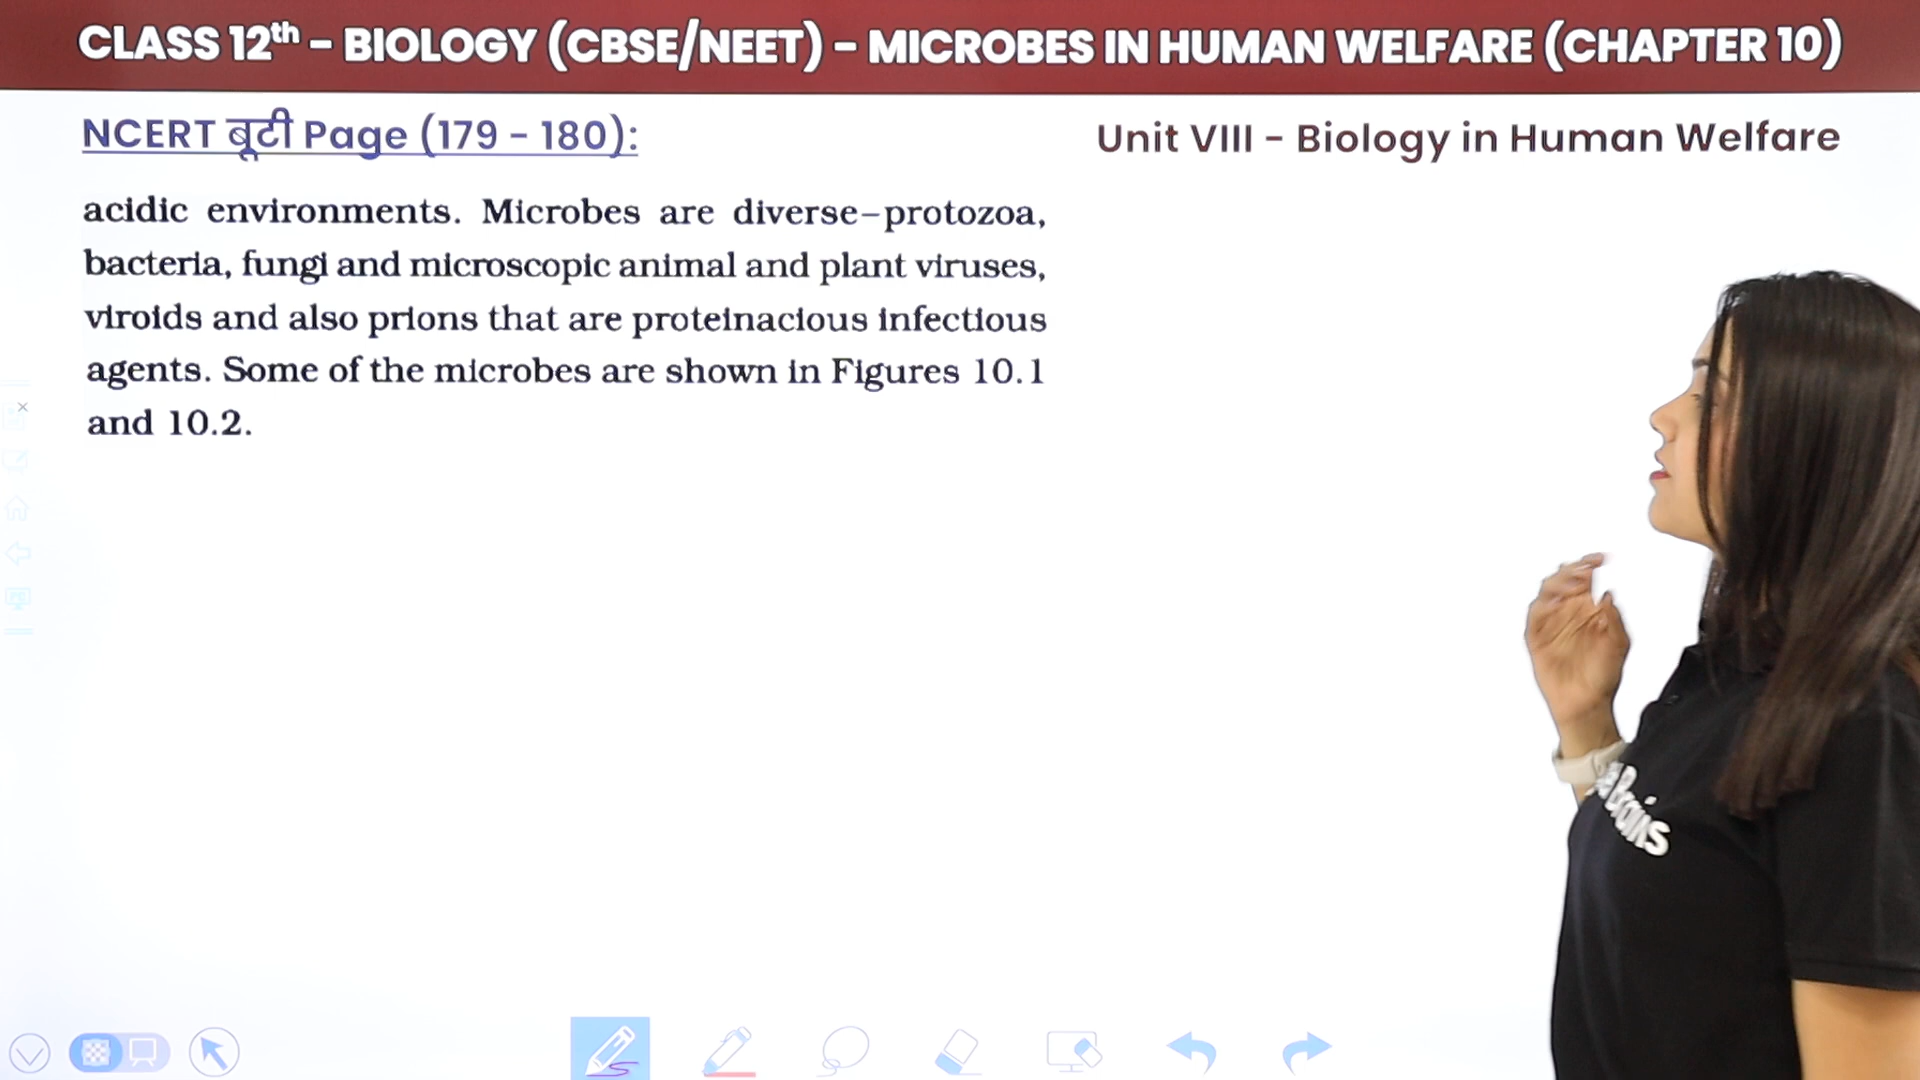 CLASS 12th – BIOLOGY (CBSE/NEET) – MICROBES IN HUMAN WELFARE (CHAPTER 10)
NCERT बूटी Page (179 – 180):
Unit VIII – Biology in Human Welfare
acidic environments. Microbes are diverse–protozoa,
bacteria, fungi and microscopic animal and plant viruses,
viroids and also prions that are proteinacious infectious
agents. Some of the microbes are shown in Figures 10.1
and 10.2.